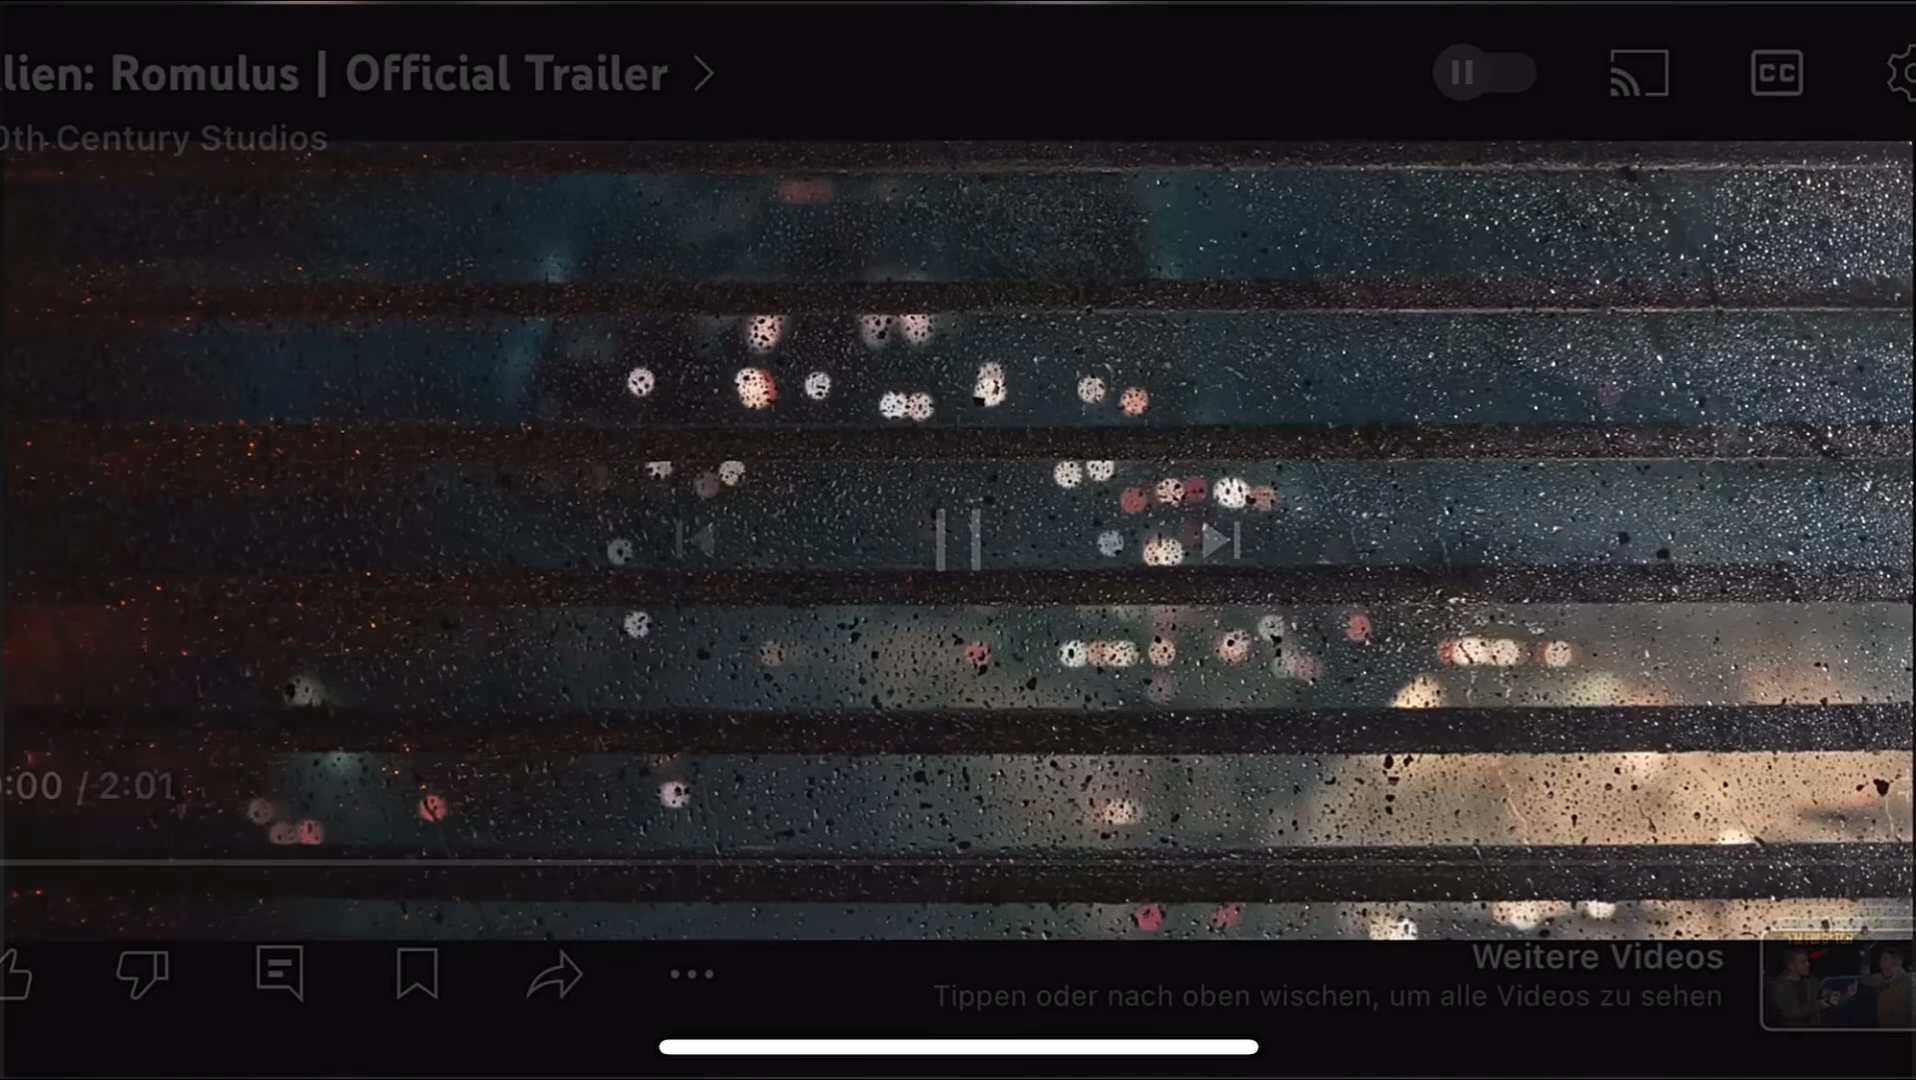 lien: Romulus | Official Trailer
CC
0th Century Studios
:00 / 2:01
Weitere Videos
Tippen oder nach oben wischen, um alle Videos zu sehen